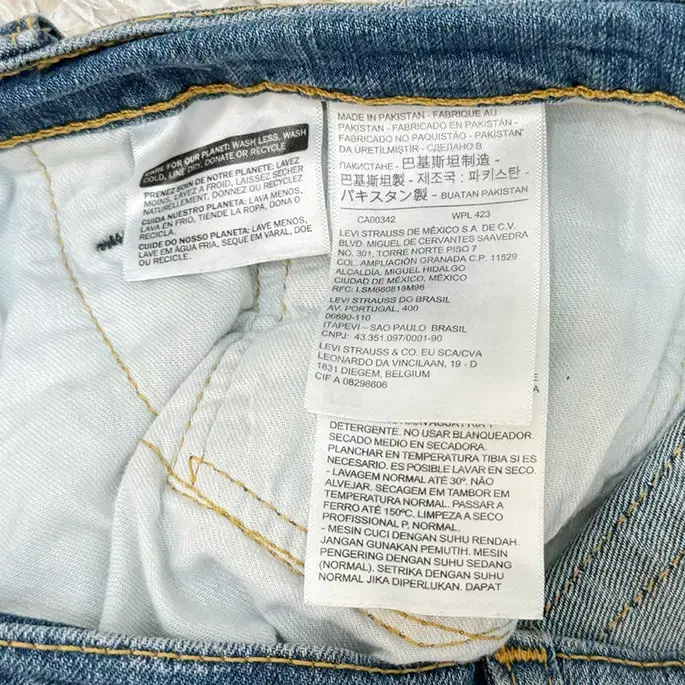 CARE FOR OUR PLANET: WASH LESS, WASH
COLD, LINE DRY, DONATE OR RECYCLE
PRENEZ SOIN DE NOTRE PLANETE: LAVEZ
MOINS, LAVEZ A FROID, LAISSEZ SÉCHER
NATURELLEMENT, DONNEZ OU RECYCLEZ
CUIDA NUESTRO PLANETA: LAVA MENOS,
LAVA EN FRIO, TIENDE LA ROPA, DONA O
RECICLA.
CUIDE DO NOSSO PLANETA: LAVE MENOS,
LAVE EM ÁGUA FRIA, SEQUE EM VARAL, DOE
OU RECICLE.
MADE IN PAKISTAN - FABRIQUE AU
PAKISTAN - FABRICADO EN PAKISTÁN -
FABRICADO NO PAQUISTÃO - PAKISTAN'
DA ÜRETİLMİŞTİR - СДЕЛАНО В
ПАКИСТАНЕ - 巴基斯坦制造 -
巴基斯坦製 - 제조국 : 파키스탄 -
パキスタン製 - BUATAN PAKISTAN
CA00342 WPL 423
LEVI STRAUSS DE MÉXICO S.A. DE C.V.
BLVD. MIGUEL DE CERVANTES SAAVEDRA
NO. 301, TORRE NORTE PISO 7
COL. AMPLIACIÓN GRANADA C.P. 11529
ALCALDÍA. MIGUEL HIDALGO
CIUDAD DE MÉXICO, MÉXICO
RFC: LSM660818M98
LEVI STRAUSS DO BRASIL
AV. PORTUGAL, 400
06690-110
ITAPEVI – SAO PAULO BRASIL
CNPJ: 43.351.097/0001-90
LEVI STRAUSS & CO. EU SCA/CVA
LEONARDO DA VINCILAAN, 19 - D
1831 DIEGEM, BELGIUM
CIF A 08298606
DETERGENTE. NO USAR BLANQUEADOR.
SECADO MEDIO EN SECADORA.
PLANCHAR EN TEMPERATURA TIBIA SI ES
NECESARIO. ES POSIBLE LAVAR EN SECO.
- LAVAGEM NORMAL ATÉ 30º. NÃO
ALVEJAR. SECAGEM EM TAMBOR EM
TEMPERATURA NORMAL. PASSAR A
FERRO ATÉ 150ºC. LIMPEZA A SECO
PROFISSIONAL P, NORMAL.
- MESIN CUCI DENGAN SUHU RENDAH.
JANGAN GUNAKAN PEMUTIH. MESIN
PENGERING DENGAN SUHU SEDANG
(NORMAL). SETRIKA DENGAN SUHU
NORMAL JIKA DIPERLUKAN. DAPAT